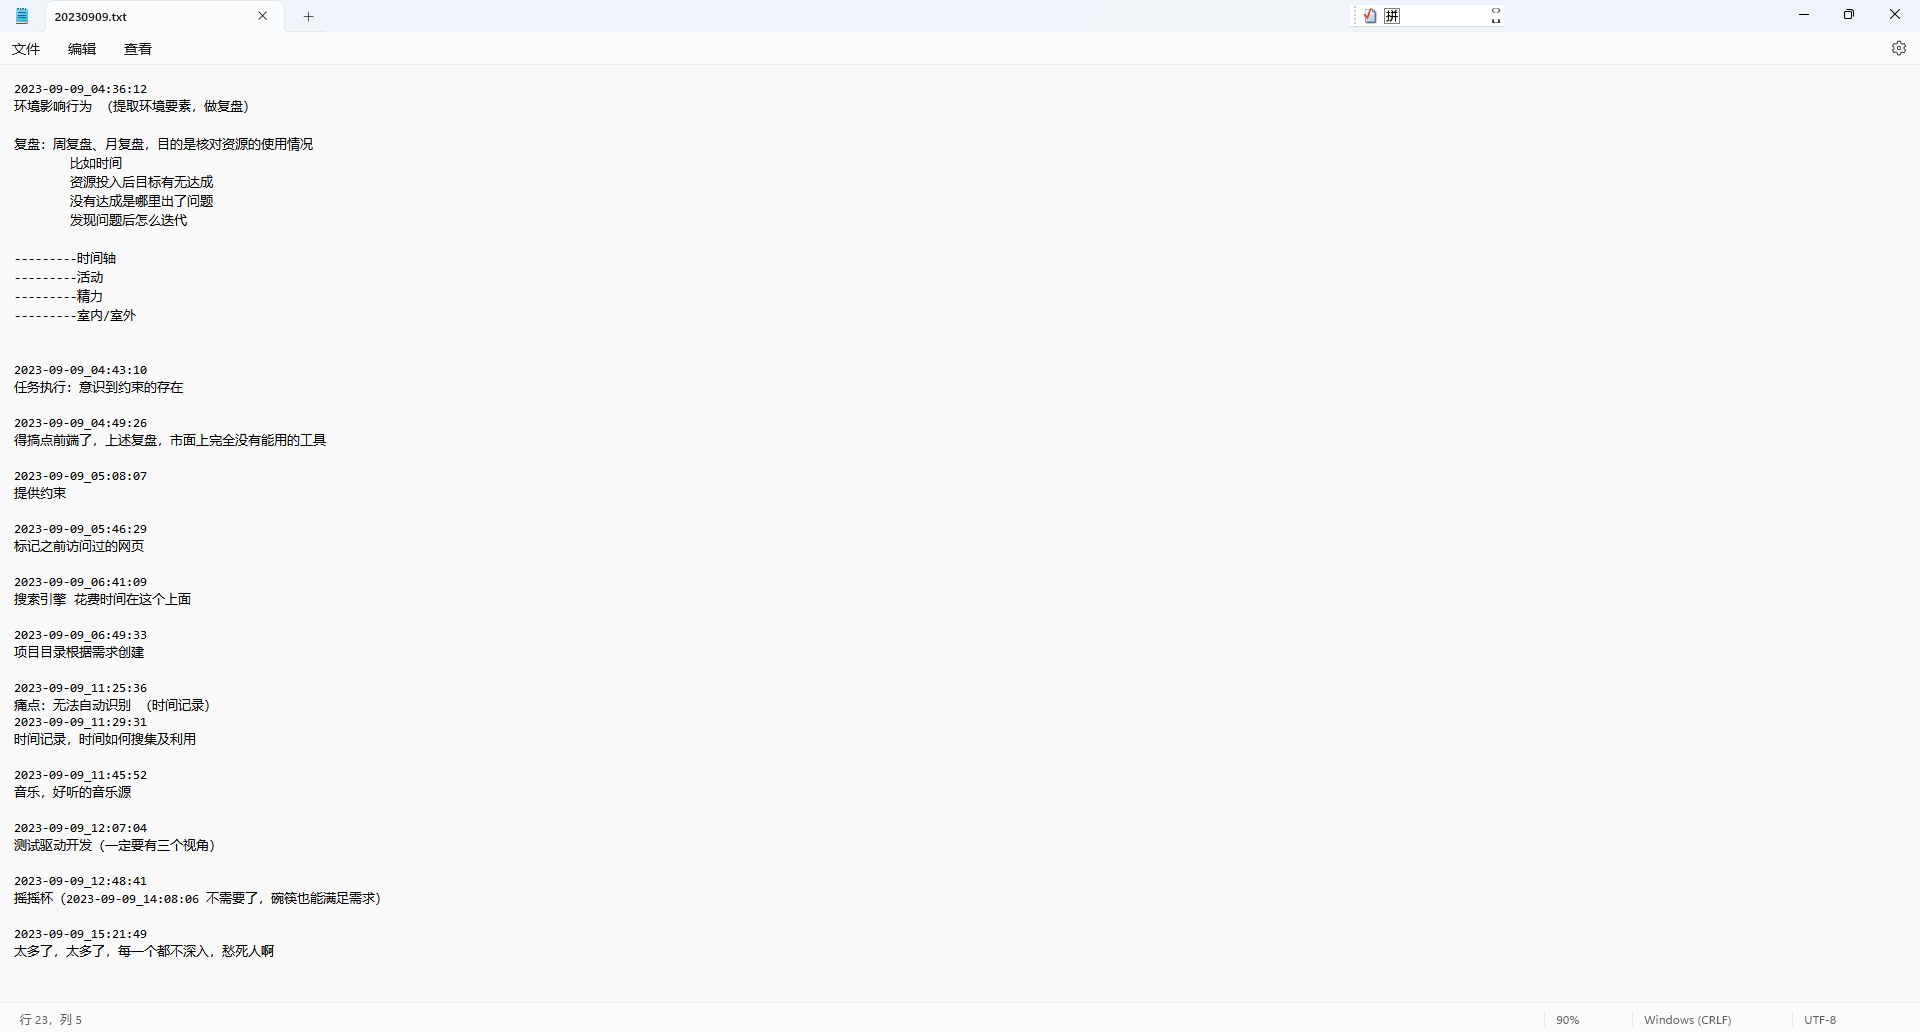 20230909.txt
拼
文件 编辑 查看
2023-09-09_04:36:12
环境影响行为 （提取环境要素，做复盘）
复盘：周复盘、月复盘，目的是核对资源的使用情况
比如时间
资源投入后目标有无达成
没有达成是哪里出了问题
发现问题后怎么迭代
---------时间轴
---------活动
---------精力
---------室内/室外
2023-09-09_04:43:10
任务执行：意识到约束的存在
2023-09-09_04:49:26
得搞点前端了，上述复盘，市面上完全没有能用的工具
2023-09-09_05:08:07
提供约束
2023-09-09_05:46:29
标记之前访问过的网页
2023-09-09_06:41:09
搜索引擎 花费时间在这个上面
2023-09-09_06:49:33
项目目录根据需求创建
2023-09-09_11:25:36
痛点：无法自动识别 （时间记录）
2023-09-09_11:29:31
时间记录，时间如何搜集及利用
2023-09-09_11:45:52
音乐，好听的音乐源
2023-09-09_12:07:04
测试驱动开发（一定要有三个视角）
2023-09-09_12:48:41
摇摇杯（2023-09-09_14:08:06 不需要了，碗筷也能满足需求）
2023-09-09_15:21:49
太多了，太多了，每一个都不深入，愁死人啊
行 23，列 5
90%
Windows (CRLF)
UTF-8